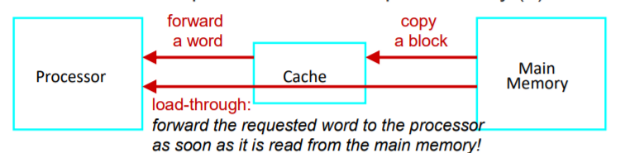 forward
a word
copy
a block
Processor
Cache
Main
Memory
load-through:
forward the requested word to the processor
as soon as it is read from the main memory!